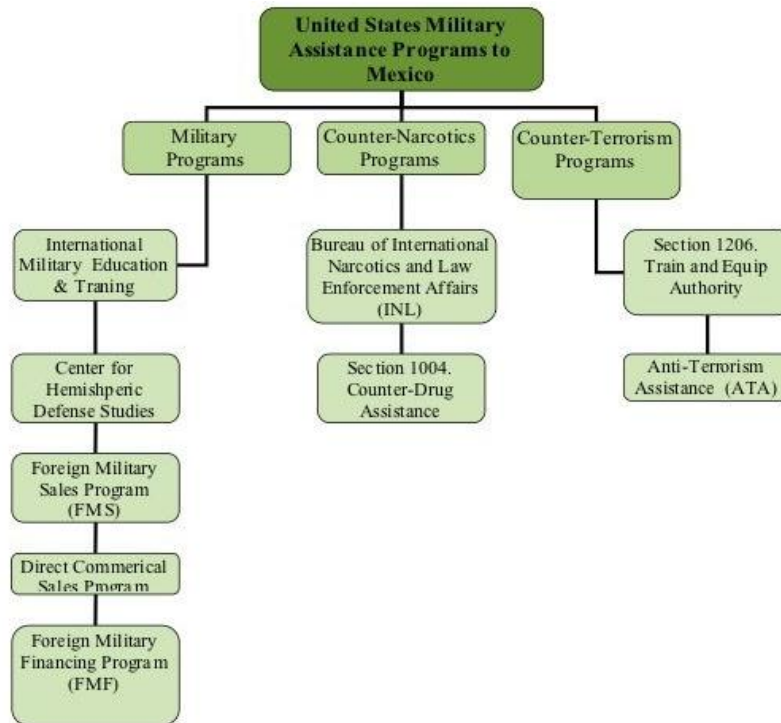 United States Military
Assistance Programs to
Mexico
Military
Programs
Counter-Narcotics
Programs
Counter-Terrorism
Programs
International
Military Education
& Traning
Bureau of International
Narcotics and Law
Enforcement Affairs
(INL)
Section 1206.
Train and Equip
Authority
Center for
Hemishperic
Defense Studies
Section 1004.
Counter-Drug
Assistance
Anti-Terrorism
Assistance (ATA)
Foreign Military
Sales Program
(FMS)
Direct Commerical
Sales Program
Foreign Military
Financing Program
(FMF)